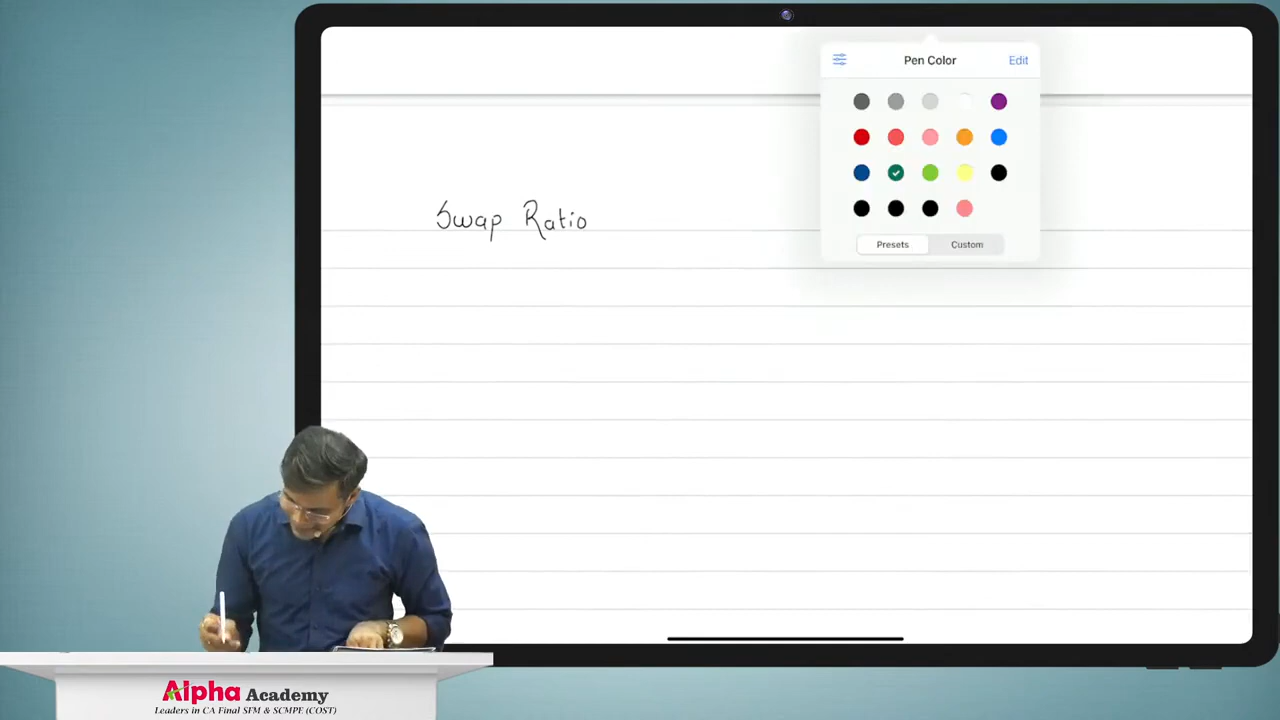 Pen Color
Edit
Swap Ratio
Presets
Custom
Alpha Academy
Leaders in CA Final SFM & SCMPE (COST)